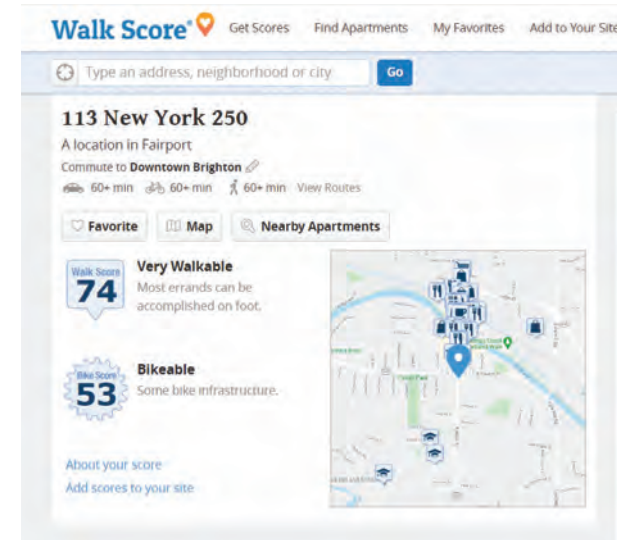 Walk Score® Get Scores Find Apartments My Favorites Add to Your Site
Type an address, neighborhood or city Go
113 New York 250
A location in Fairport
Commute to Downtown Brighton
60+ min 60+ min 60+ min View Routes
Favorite Map Nearby Apartments
Walk Score
74
Very Walkable
Most errands can be
accomplished on foot.
Bike Score
53
Bikeable
Some bike infrastructure.
About your score
Add scores to your site